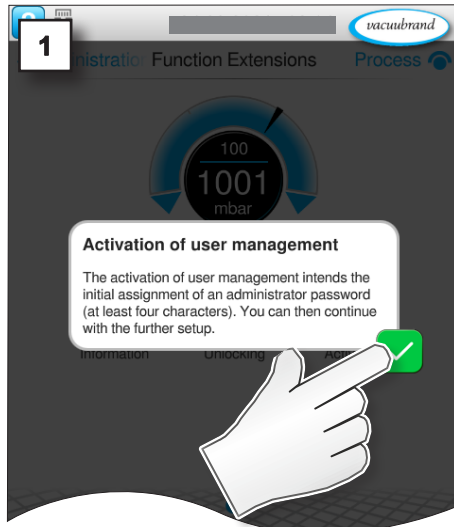 1
vacuubrand
nistratio Function Extensions Process
100
1001
mbar
Activation of user management
The activation of user management intends the
initial assignment of an administrator password
(at least four characters). You can then continue
with the further setup.
Information Unlocking Acti